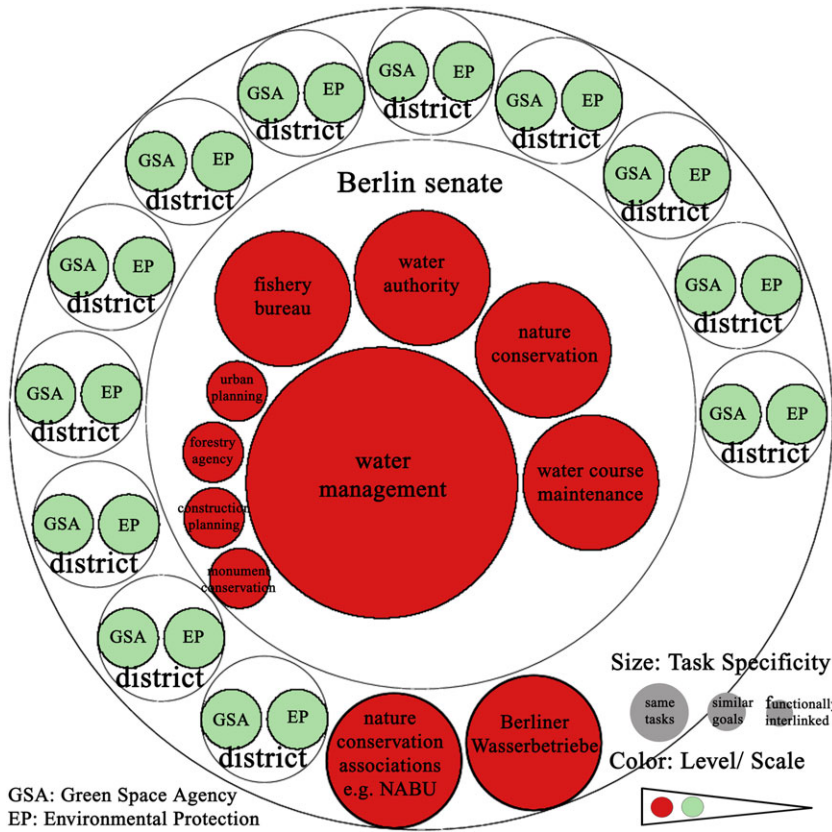 GSA EP
district
GSA EP
district
GSA EP
district
GSA EP
district
GSA EP
district
GSA EP
district
GSA EP
district
GSA EP
district
GSA EP
district
GSA EP
district
GSA EP
district
GSA EP
district
Berlin senate
fishery
bureau
water
authority
nature
conservation
urban
planning
forestry
agency
construction
planning
monument
conservation
water
management
water course
maintenance
nature
conservation
associations
e.g. NABU
Berliner
Wasserbetriebe
Size: Task Specificity
same
tasks
similar
goals
functionally
interlinked
Color: Level/ Scale
GSA: Green Space Agency
EP: Environmental Protection